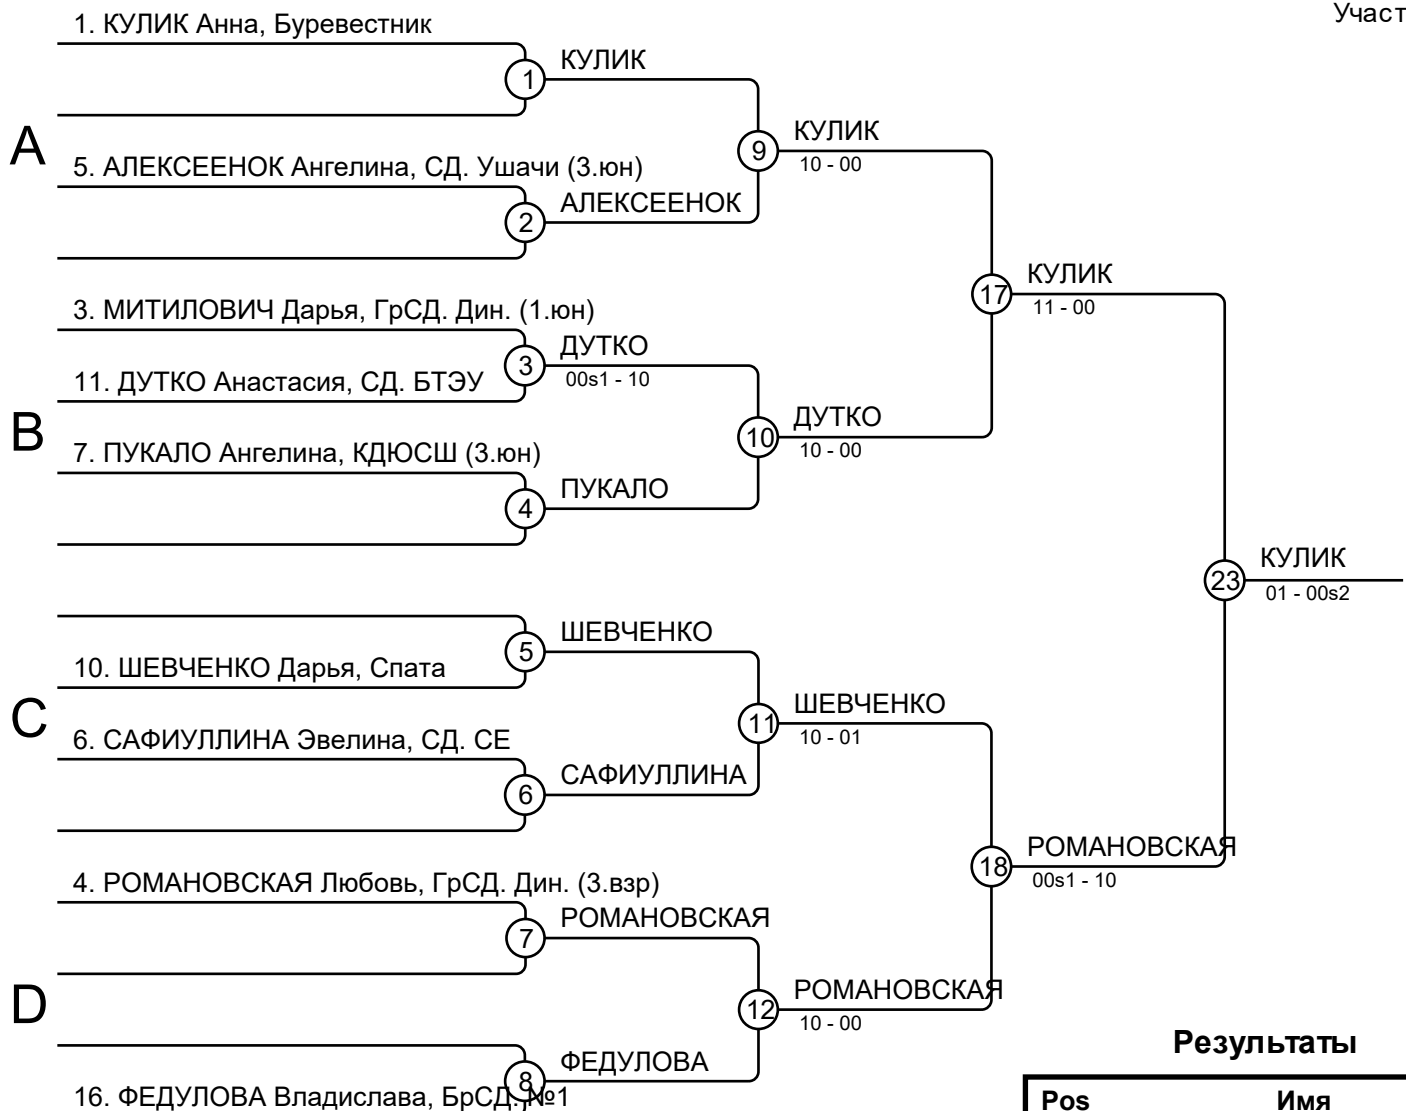 Участ
1. КУЛИК Анна, Буревестник
1
КУЛИК
A
9
КУЛИК
10 - 00
5. АЛЕКСЕЕНОК Ангелина, СД. Ушачи (3.юн)
2
АЛЕКСЕЕНОК
17
КУЛИК
11 - 00
3. МИТИЛОВИЧ Дарья, ГрСД. Дин. (1.юн)
3
ДУТКО
00s1 - 10
11. ДУТКО Анастасия, СД. БТЭУ
B
10
ДУТКО
10 - 00
7. ПУКАЛО Ангелина, КДЮСШ (3.юн)
4
ПУКАЛО
23
КУЛИК
01 - 00s2
5
ШЕВЧЕНКО
10. ШЕВЧЕНКО Дарья, Спата
C
11
ШЕВЧЕНКО
10 - 01
6. САФИУЛЛИНА Эвелина, СД. СЕ
6
САФИУЛЛИНА
18
РОМАНОВСКАЯ
00s1 - 10
4. РОМАНОВСКАЯ Любовь, ГрСД. Дин. (3.взр)
7
РОМАНОВСКАЯ
D
12
РОМАНОВСКАЯ
10 - 00
8
ФЕДУЛОВА
16. ФЕДУЛОВА Владислава, БрСД. №1
Результаты
Pos Имя